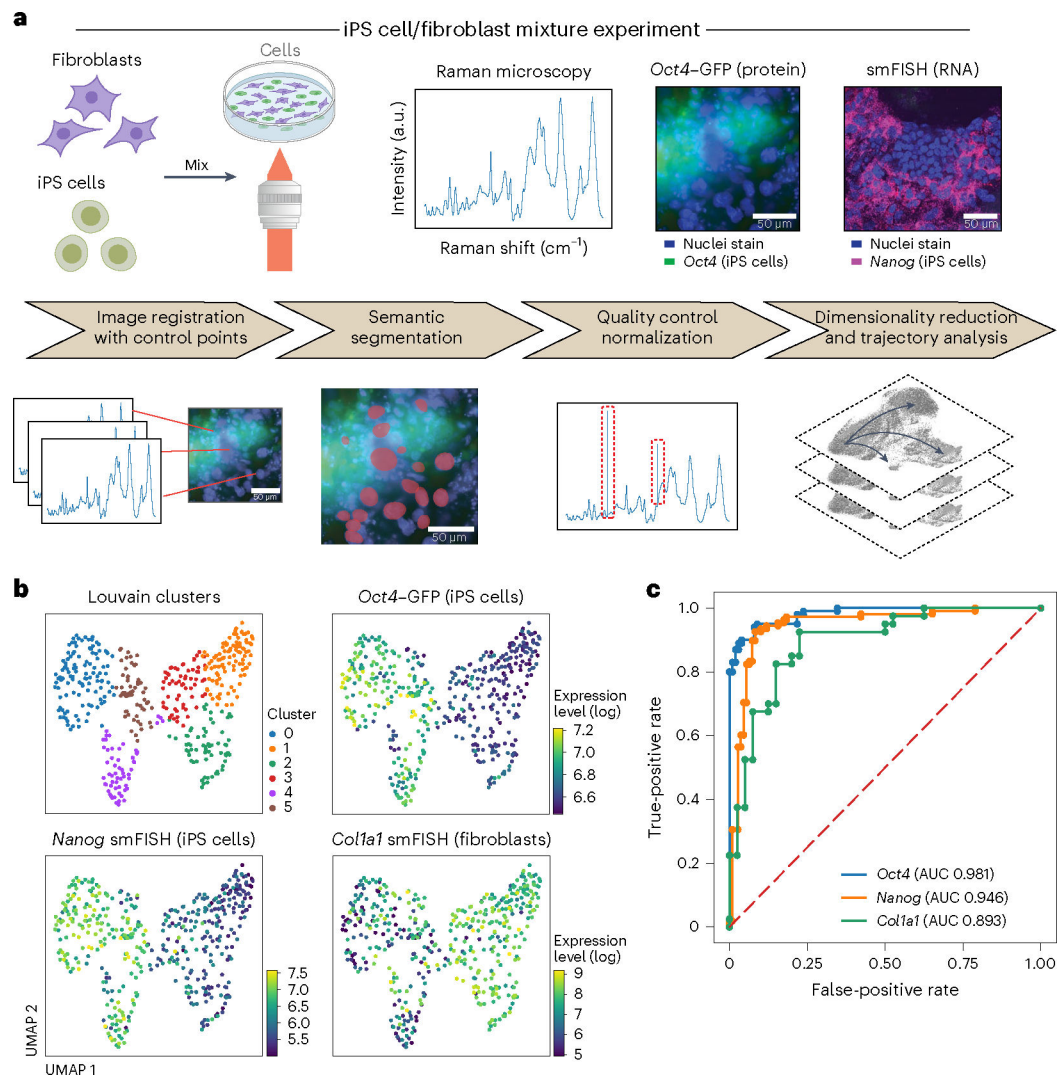 a
iPS cell/fibroblast mixture experiment
Fibroblasts
iPS cells
Mix
Cells
Raman microscopy
Intensity (a.u.)
Raman shift (cm⁻¹)
Oct4–GFP (protein)
50 µm
Nuclei stain
Oct4 (iPS cells)
smFISH (RNA)
50 µm
Nuclei stain
Nanog (iPS cells)
Image registration
with control points
Semantic
segmentation
Quality control
normalization
Dimensionality reduction
and trajectory analysis
50 µm
50 µm
b
Louvain clusters
Cluster
0
1
2
3
4
5
Oct4–GFP (iPS cells)
Expression
level (log)
7.2
7.0
6.8
6.6
Nanog smFISH (iPS cells)
7.5
7.0
6.5
6.0
5.5
Col1a1 smFISH (fibroblasts)
Expression
level (log)
9
8
7
6
5
UMAP 2
UMAP 1
c
True-positive rate
1.0
0.8
0.6
0.4
0.2
0
Oct4 (AUC 0.981)
Nanog (AUC 0.946)
Col1a1 (AUC 0.893)
0
0.25
0.50
0.75
1.00
False-positive rate